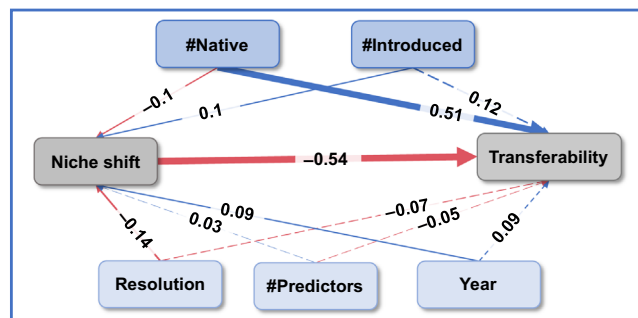 #Native
#Introduced
–0.1
0.1
0.51
0.12
Niche shift
–0.54
Transferability
–0.14
0.03
0.09
–0.07
–0.05
0.09
Resolution
#Predictors
Year